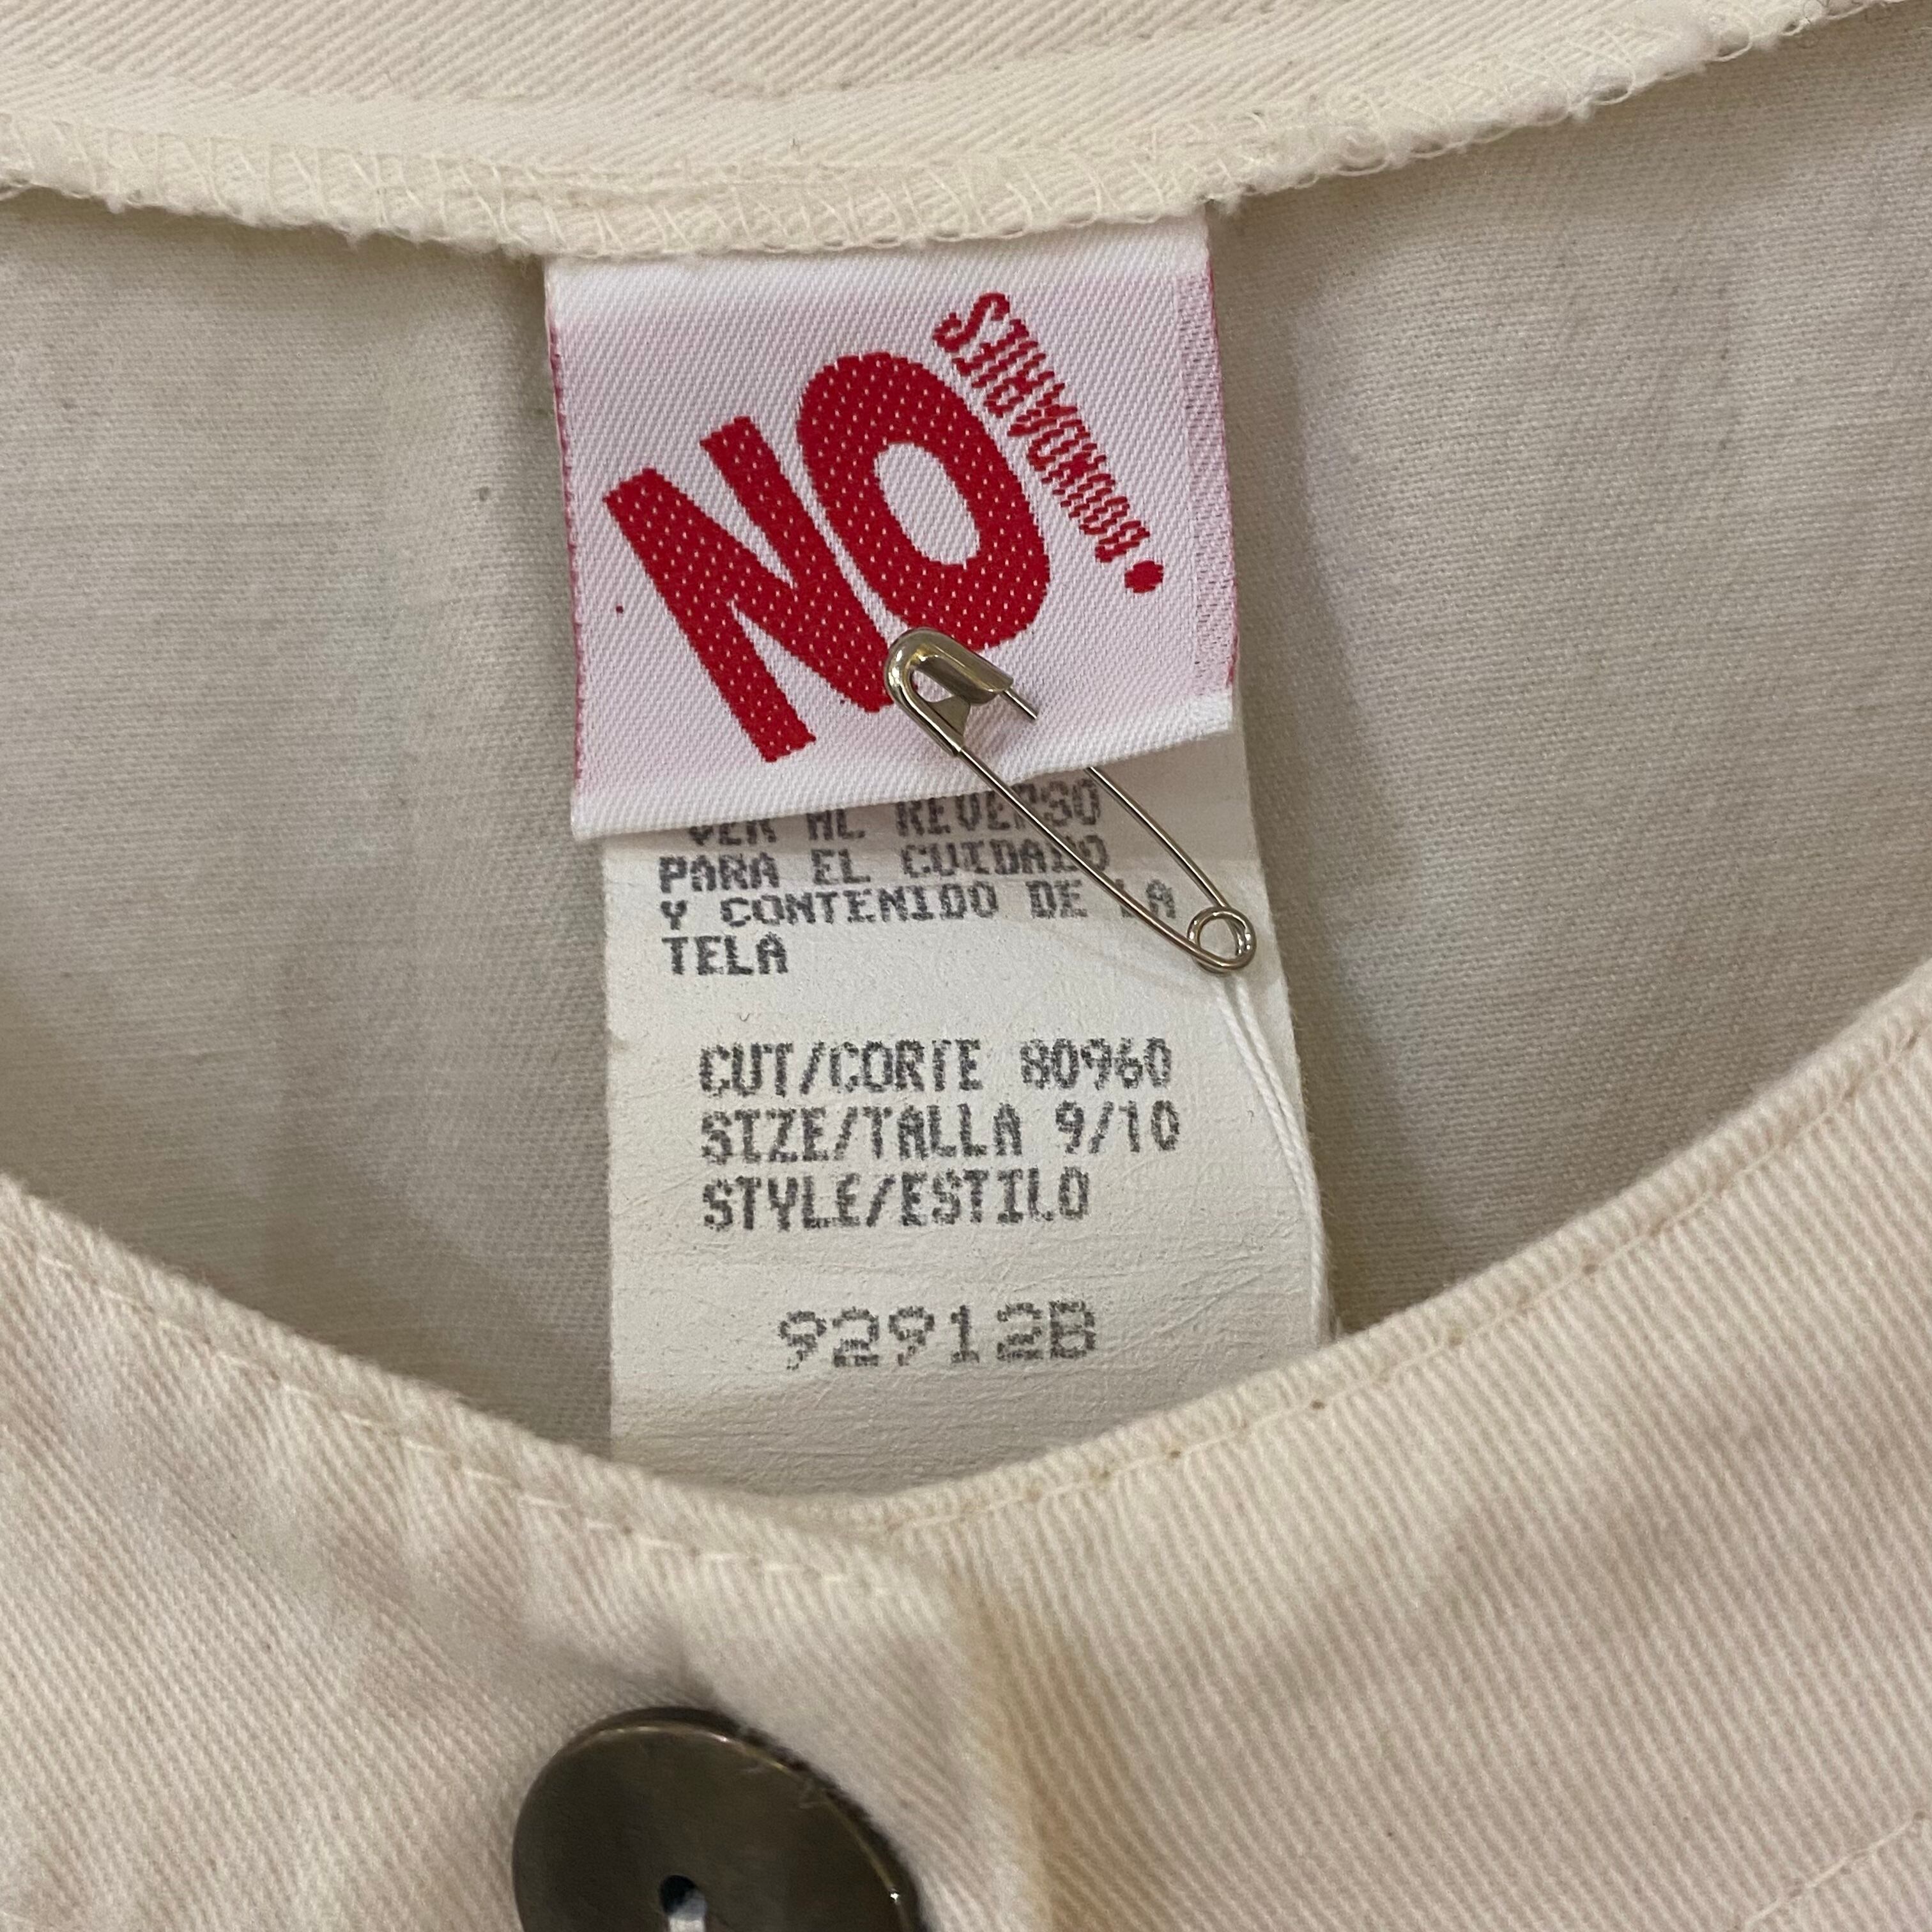 NO
BOUNDARIES
VER AL REVERSO
PARA EL CUIDADO
Y CONTENIDO DE LA
TELA
CUT/CORTE 80960
SIZE/TALLA 9/10
STYLE/ESTILO
92912B